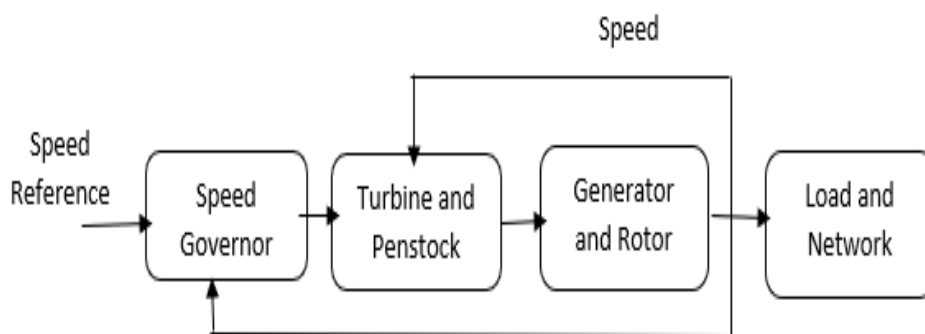 Speed
Speed
Reference
Speed
Governor
Turbine and
Penstock
Generator
and Rotor
Load and
Network